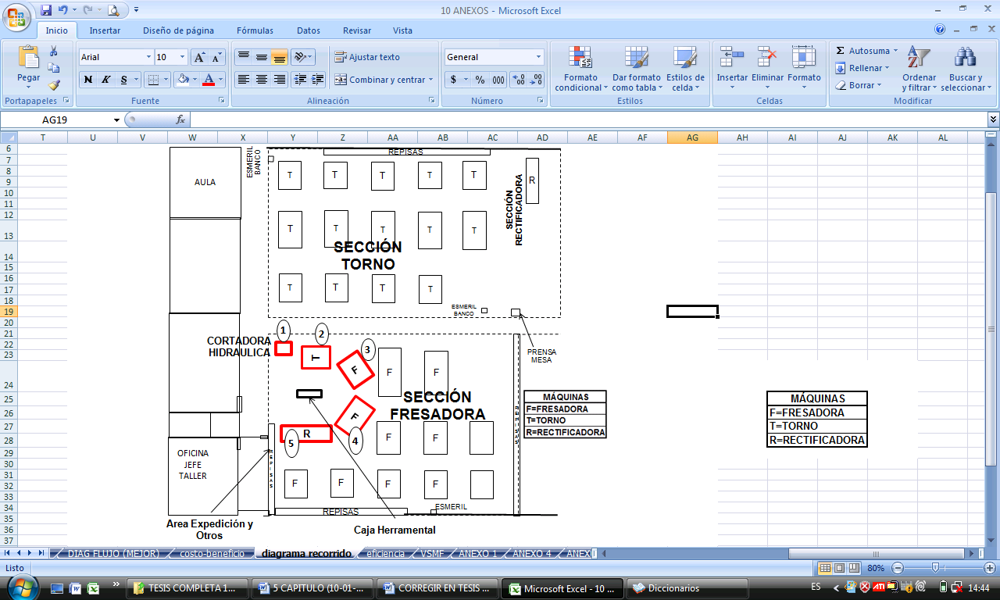 10 ANEXOS - Microsoft Excel
Inicio Insertar Diseño de página Fórmulas Datos Revisar Vista
Pegar
Arial 10
N K S
Ajustar texto
Combinar y centrar
General
$ % 000
Formato condicional
Dar formato como tabla
Estilos de celda
Insertar Eliminar Formato
Autosuma
Rellenar
Borrar
Ordenar y filtrar
Buscar y seleccionar
Portapapeles Fuente Alineación Número Estilos Celdas Modificar
AG19 fx
T U V W X Y Z AA AB AC AD AE AF AG AH AI AJ AK AL
6
7
8
9
10
11
12
13
14
15
16
17
18
19
20
21
22
23
24
25
26
27
28
29
30
31
32
33
34
35
36
37
AULA
ESMERIL
BANCO
REPISAS
T T T T T
R
SECCIÓN
RECTIFICADORA
T T T T T
SECCIÓN
TORNO
T T T T
ESMERIL
BANCO
PRENSA
MESA
1
2
3
CORTADORA
HIDRAULICA
T
F
F F
SECCIÓN
FRESADORA
REPISAS
F
R
4
5
F F
OFICINA
JEFE
TALLER
REPISAS
F F F F
REPISAS
ESMERIL
Area Expedición y
Otros
Caja Herramental
MÁQUINAS
F=FRESADORA
T=TORNO
R=RECTIFICADORA
MÁQUINAS
F=FRESADORA
T=TORNO
R=RECTIFICADORA
DIAG FLUJO (MEJOR) costo-beneficio diagrama recorrido eficiencia VSMF ANEXO 1 ANEXO 4 ANEX
Listo 80%
TESIS COMPLETA 1... 5 CAPITULO (10-01-... CORREGIR EN TESIS ... Microsoft Excel - 10 ... Diccionarios ES ATI 14:44